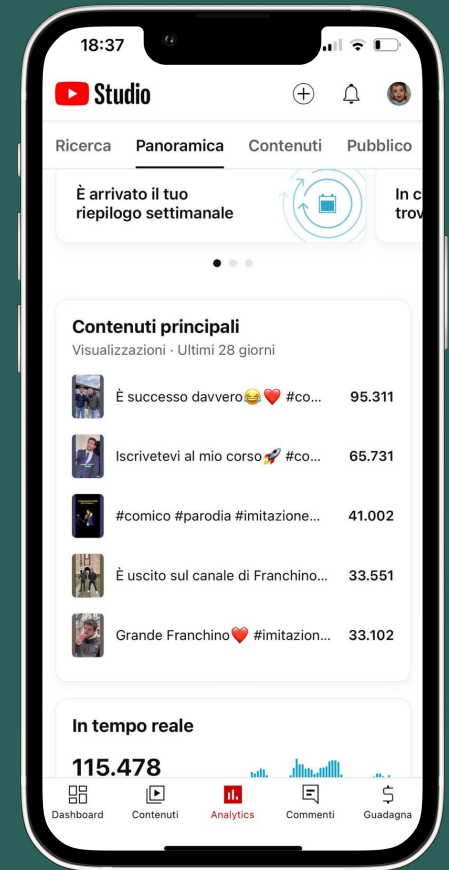 18:37
Studio
Ricerca Panoramica Contenuti Pubblico
È arrivato il tuo
riepilogo settimanale
In c
trov
Contenuti principali
Visualizzazioni · Ultimi 28 giorni
È successo davvero😂❤️ #co... 95.311
Iscrivetevi al mio corso🚀 #co... 65.731
#comico #parodia #imitazione... 41.002
È uscito sul canale di Franchino... 33.551
Grande Franchino❤️ #imitazion... 33.102
In tempo reale
115.478
Dashboard Contenuti Analytics Commenti Guadagna